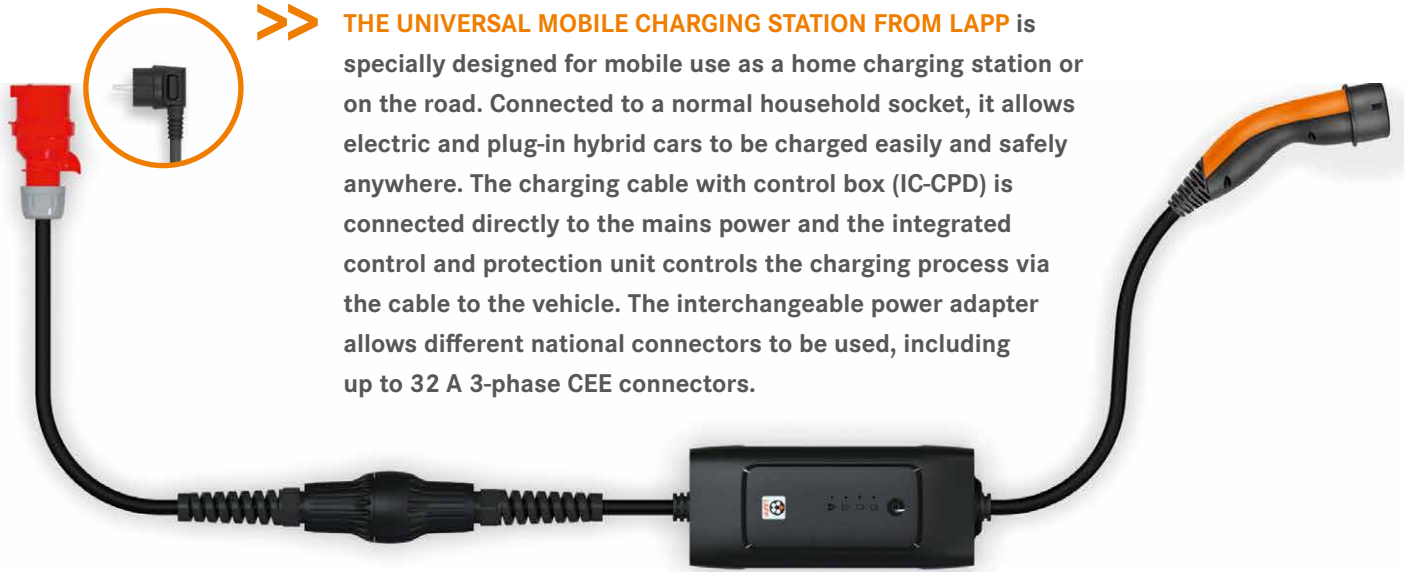 >> THE UNIVERSAL MOBILE CHARGING STATION FROM LAPP is
specially designed for mobile use as a home charging station or
on the road. Connected to a normal household socket, it allows
electric and plug-in hybrid cars to be charged easily and safely
anywhere. The charging cable with control box (IC-CPD) is
connected directly to the mains power and the integrated
control and protection unit controls the charging process via
the cable to the vehicle. The interchangeable power adapter
allows different national connectors to be used, including
up to 32 A 3-phase CEE connectors.
LAPP